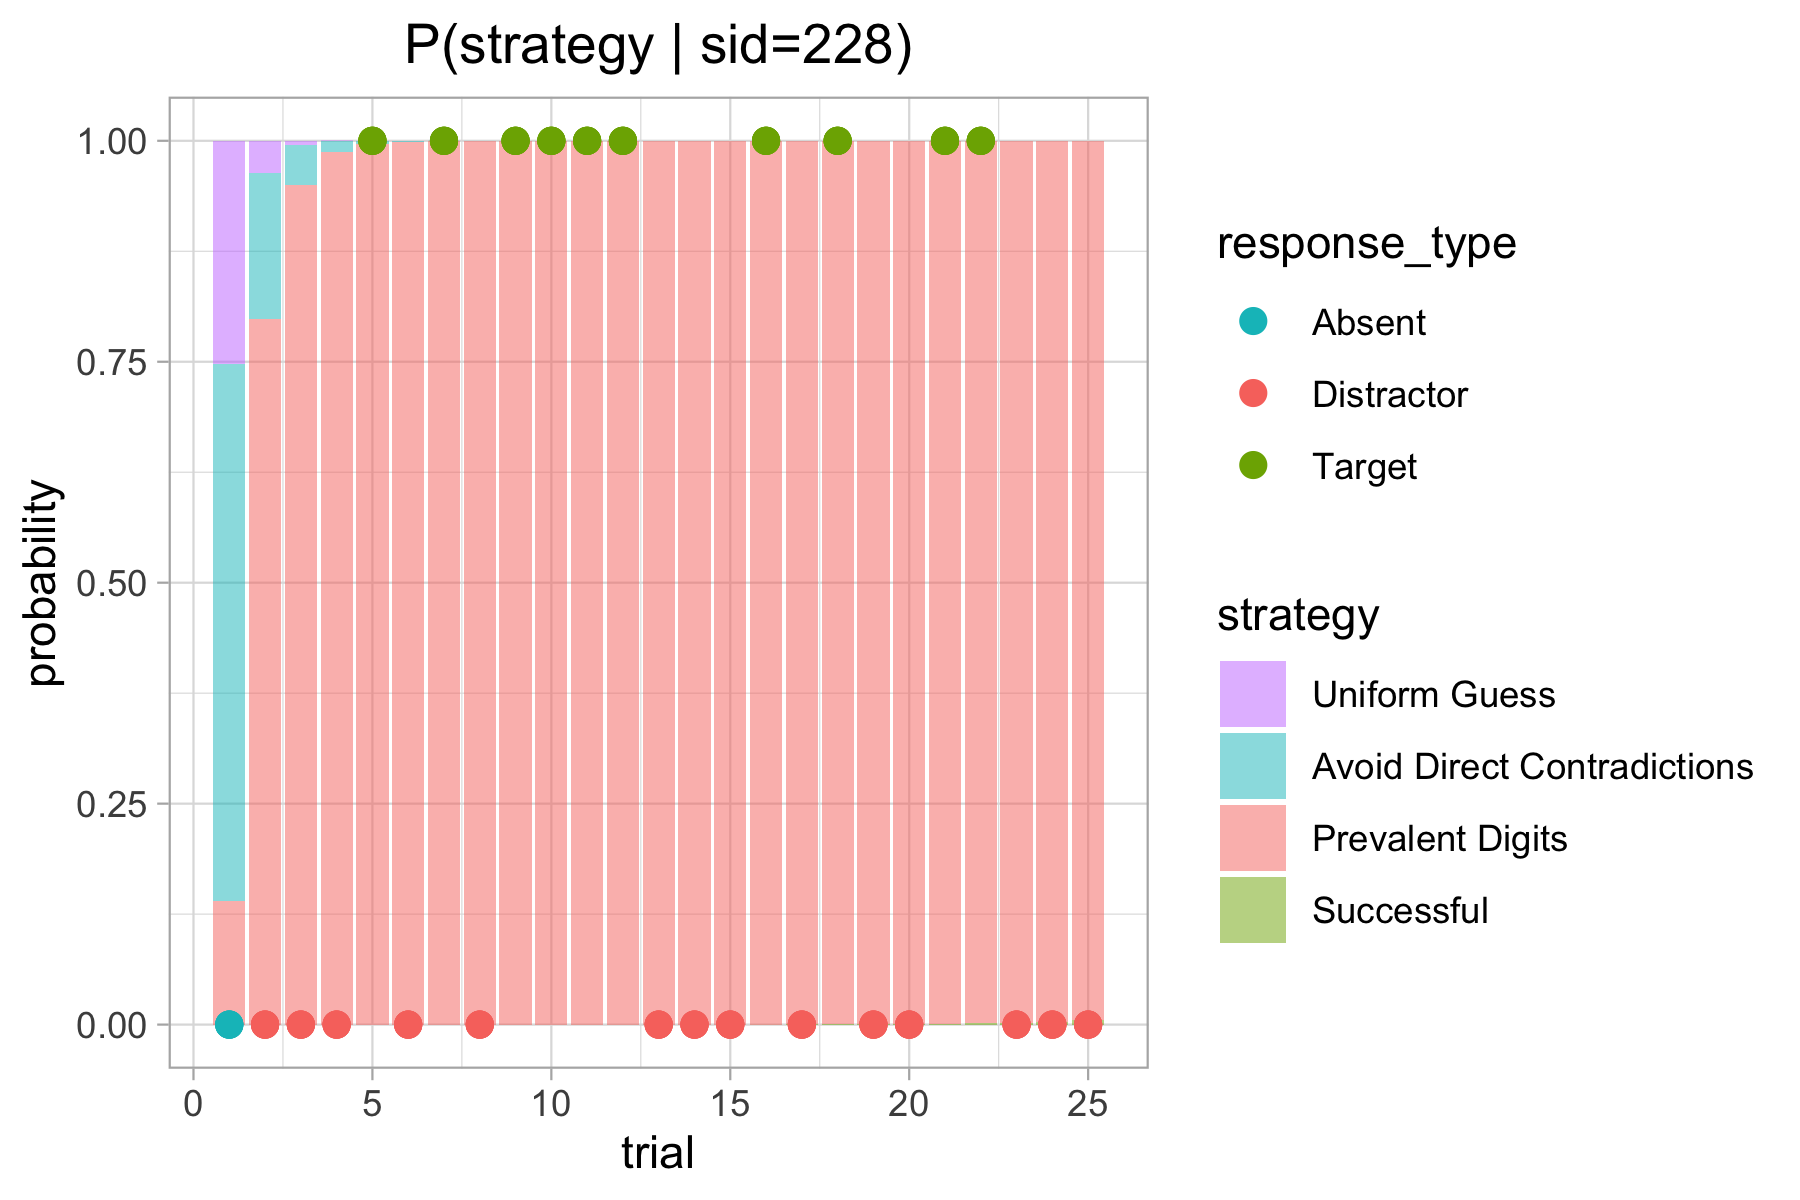 P(strategy | sid=228)
1.00
0.75
0.50
0.25
0.00
probability
0 5 10 15 20 25
trial
response_type
Absent
Distractor
Target
strategy
Uniform Guess
Avoid Direct Contradictions
Prevalent Digits
Successful